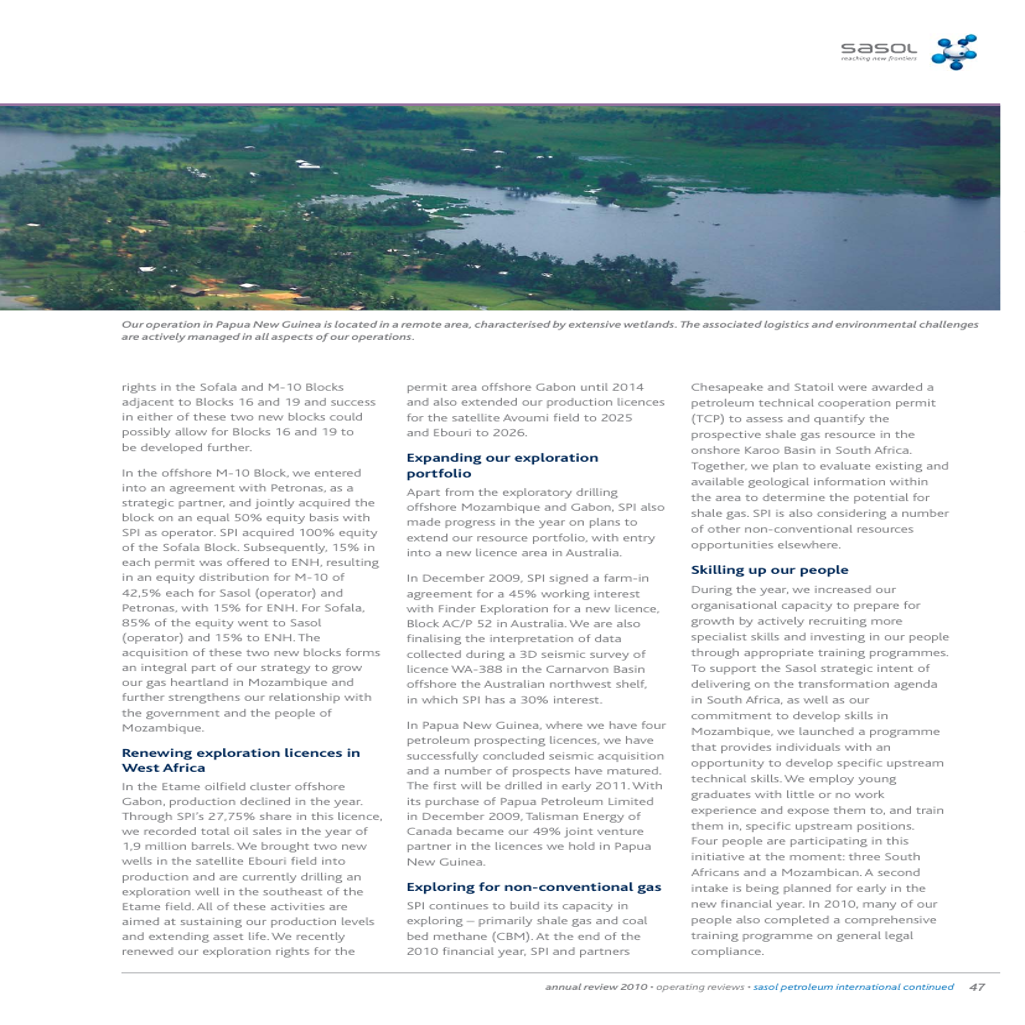 sasol
reaching new frontiers
Our operation in Papua New Guinea is located in a remote area, characterised by extensive wetlands. The associated logistics and environmental challenges
are actively managed in all aspects of our operations.
rights in the Sofala and M-10 Blocks
adjacent to Blocks 16 and 19 and success
in either of these two new blocks could
possibly allow for Blocks 16 and 19 to
be developed further.
In the offshore M-10 Block, we entered
into an agreement with Petronas, as a
strategic partner, and jointly acquired the
block on an equal 50% equity basis with
SPI as operator. SPI acquired 100% equity
of the Sofala Block. Subsequently, 15% in
each permit was offered to ENH, resulting
in an equity distribution for M-10 of
42,5% each for Sasol (operator) and
Petronas, with 15% for ENH. For Sofala,
85% of the equity went to Sasol
(operator) and 15% to ENH. The
acquisition of these two new blocks forms
an integral part of our strategy to grow
our gas heartland in Mozambique and
further strengthens our relationship with
the government and the people of
Mozambique.
Renewing exploration licences in
West Africa
In the Etame oilfield cluster offshore
Gabon, production declined in the year.
Through SPI's 27,75% share in this licence,
we recorded total oil sales in the year of
1,9 million barrels. We brought two new
wells in the satellite Ebouri field into
production and are currently drilling an
exploration well in the southeast of the
Etame field. All of these activities are
aimed at sustaining our production levels
and extending asset life. We recently
renewed our exploration rights for the
permit area offshore Gabon until 2014
and also extended our production licences
for the satellite Avoumi field to 2025
and Ebouri to 2026.
Expanding our exploration
portfolio
Apart from the exploratory drilling
offshore Mozambique and Gabon, SPI also
made progress in the year on plans to
extend our resource portfolio, with entry
into a new licence area in Australia.
In December 2009, SPI signed a farm-in
agreement for a 45% working interest
with Finder Exploration for a new licence,
Block AC/P 52 in Australia. We are also
finalising the interpretation of data
collected during a 3D seismic survey of
licence WA-388 in the Carnarvon Basin
offshore the Australian northwest shelf,
in which SPI has a 30% interest.
In Papua New Guinea, where we have four
petroleum prospecting licences, we have
successfully concluded seismic acquisition
and a number of prospects have matured.
The first will be drilled in early 2011. With
its purchase of Papua Petroleum Limited
in December 2009, Talisman Energy of
Canada became our 49% joint venture
partner in the licences we hold in Papua
New Guinea.
Exploring for non-conventional gas
SPI continues to build its capacity in
exploring – primarily shale gas and coal
bed methane (CBM). At the end of the
2010 financial year, SPI and partners
Chesapeake and Statoil were awarded a
petroleum technical cooperation permit
(TCP) to assess and quantify the
prospective shale gas resource in the
onshore Karoo Basin in South Africa.
Together, we plan to evaluate existing and
available geological information within
the area to determine the potential for
shale gas. SPI is also considering a number
of other non-conventional resources
opportunities elsewhere.
Skilling up our people
During the year, we increased our
organisational capacity to prepare for
growth by actively recruiting more
specialist skills and investing in our people
through appropriate training programmes.
To support the Sasol strategic intent of
delivering on the transformation agenda
in South Africa, as well as our
commitment to develop skills in
Mozambique, we launched a programme
that provides individuals with an
opportunity to develop specific upstream
technical skills. We employ young
graduates with little or no work
experience and expose them to, and train
them in, specific upstream positions.
Four people are participating in this
initiative at the moment: three South
Africans and a Mozambican. A second
intake is being planned for early in the
new financial year. In 2010, many of our
people also completed a comprehensive
training programme on general legal
compliance.
annual review 2010 • operating reviews • sasol petroleum international continued 47